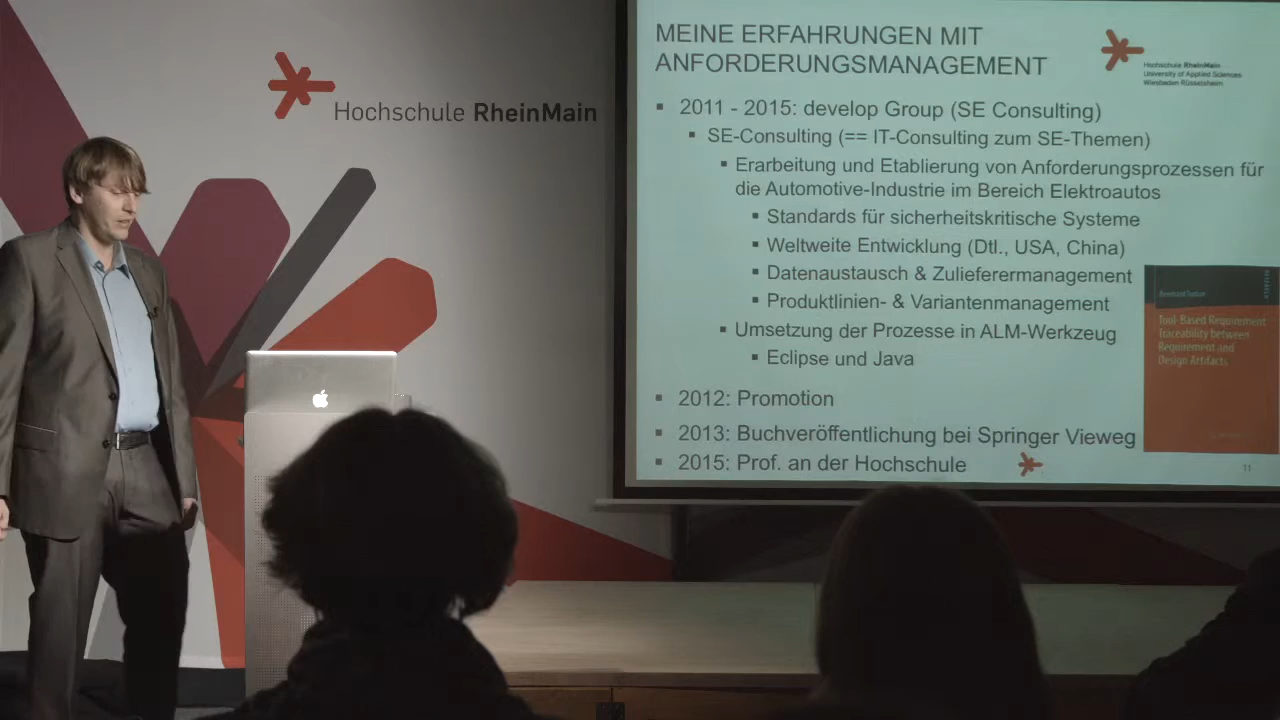 Hochschule RheinMain
MEINE ERFAHRUNGEN MIT
ANFORDERUNGSMANAGEMENT
Hochschule RheinMain
University of Applied Sciences
Wiesbaden Rüsselsheim
▪ 2011 - 2015: develop Group (SE Consulting)
▪ SE-Consulting (== IT-Consulting zum SE-Themen)
▪ Erarbeitung und Etablierung von Anforderungsprozessen für
die Automotive-Industrie im Bereich Elektroautos
▪ Standards für sicherheitskritische Systeme
▪ Weltweite Entwicklung (Dtl., USA, China)
▪ Datenaustausch & Zulieferermanagement
▪ Produktlinien- & Variantenmanagement
▪ Umsetzung der Prozesse in ALM-Werkzeug
▪ Eclipse und Java
▪ 2012: Promotion
▪ 2013: Buchveröffentlichung bei Springer Vieweg
▪ 2015: Prof. an der Hochschule
Tool-Based Requirement
Traceability between
Requirement and
Design Artifacts
11